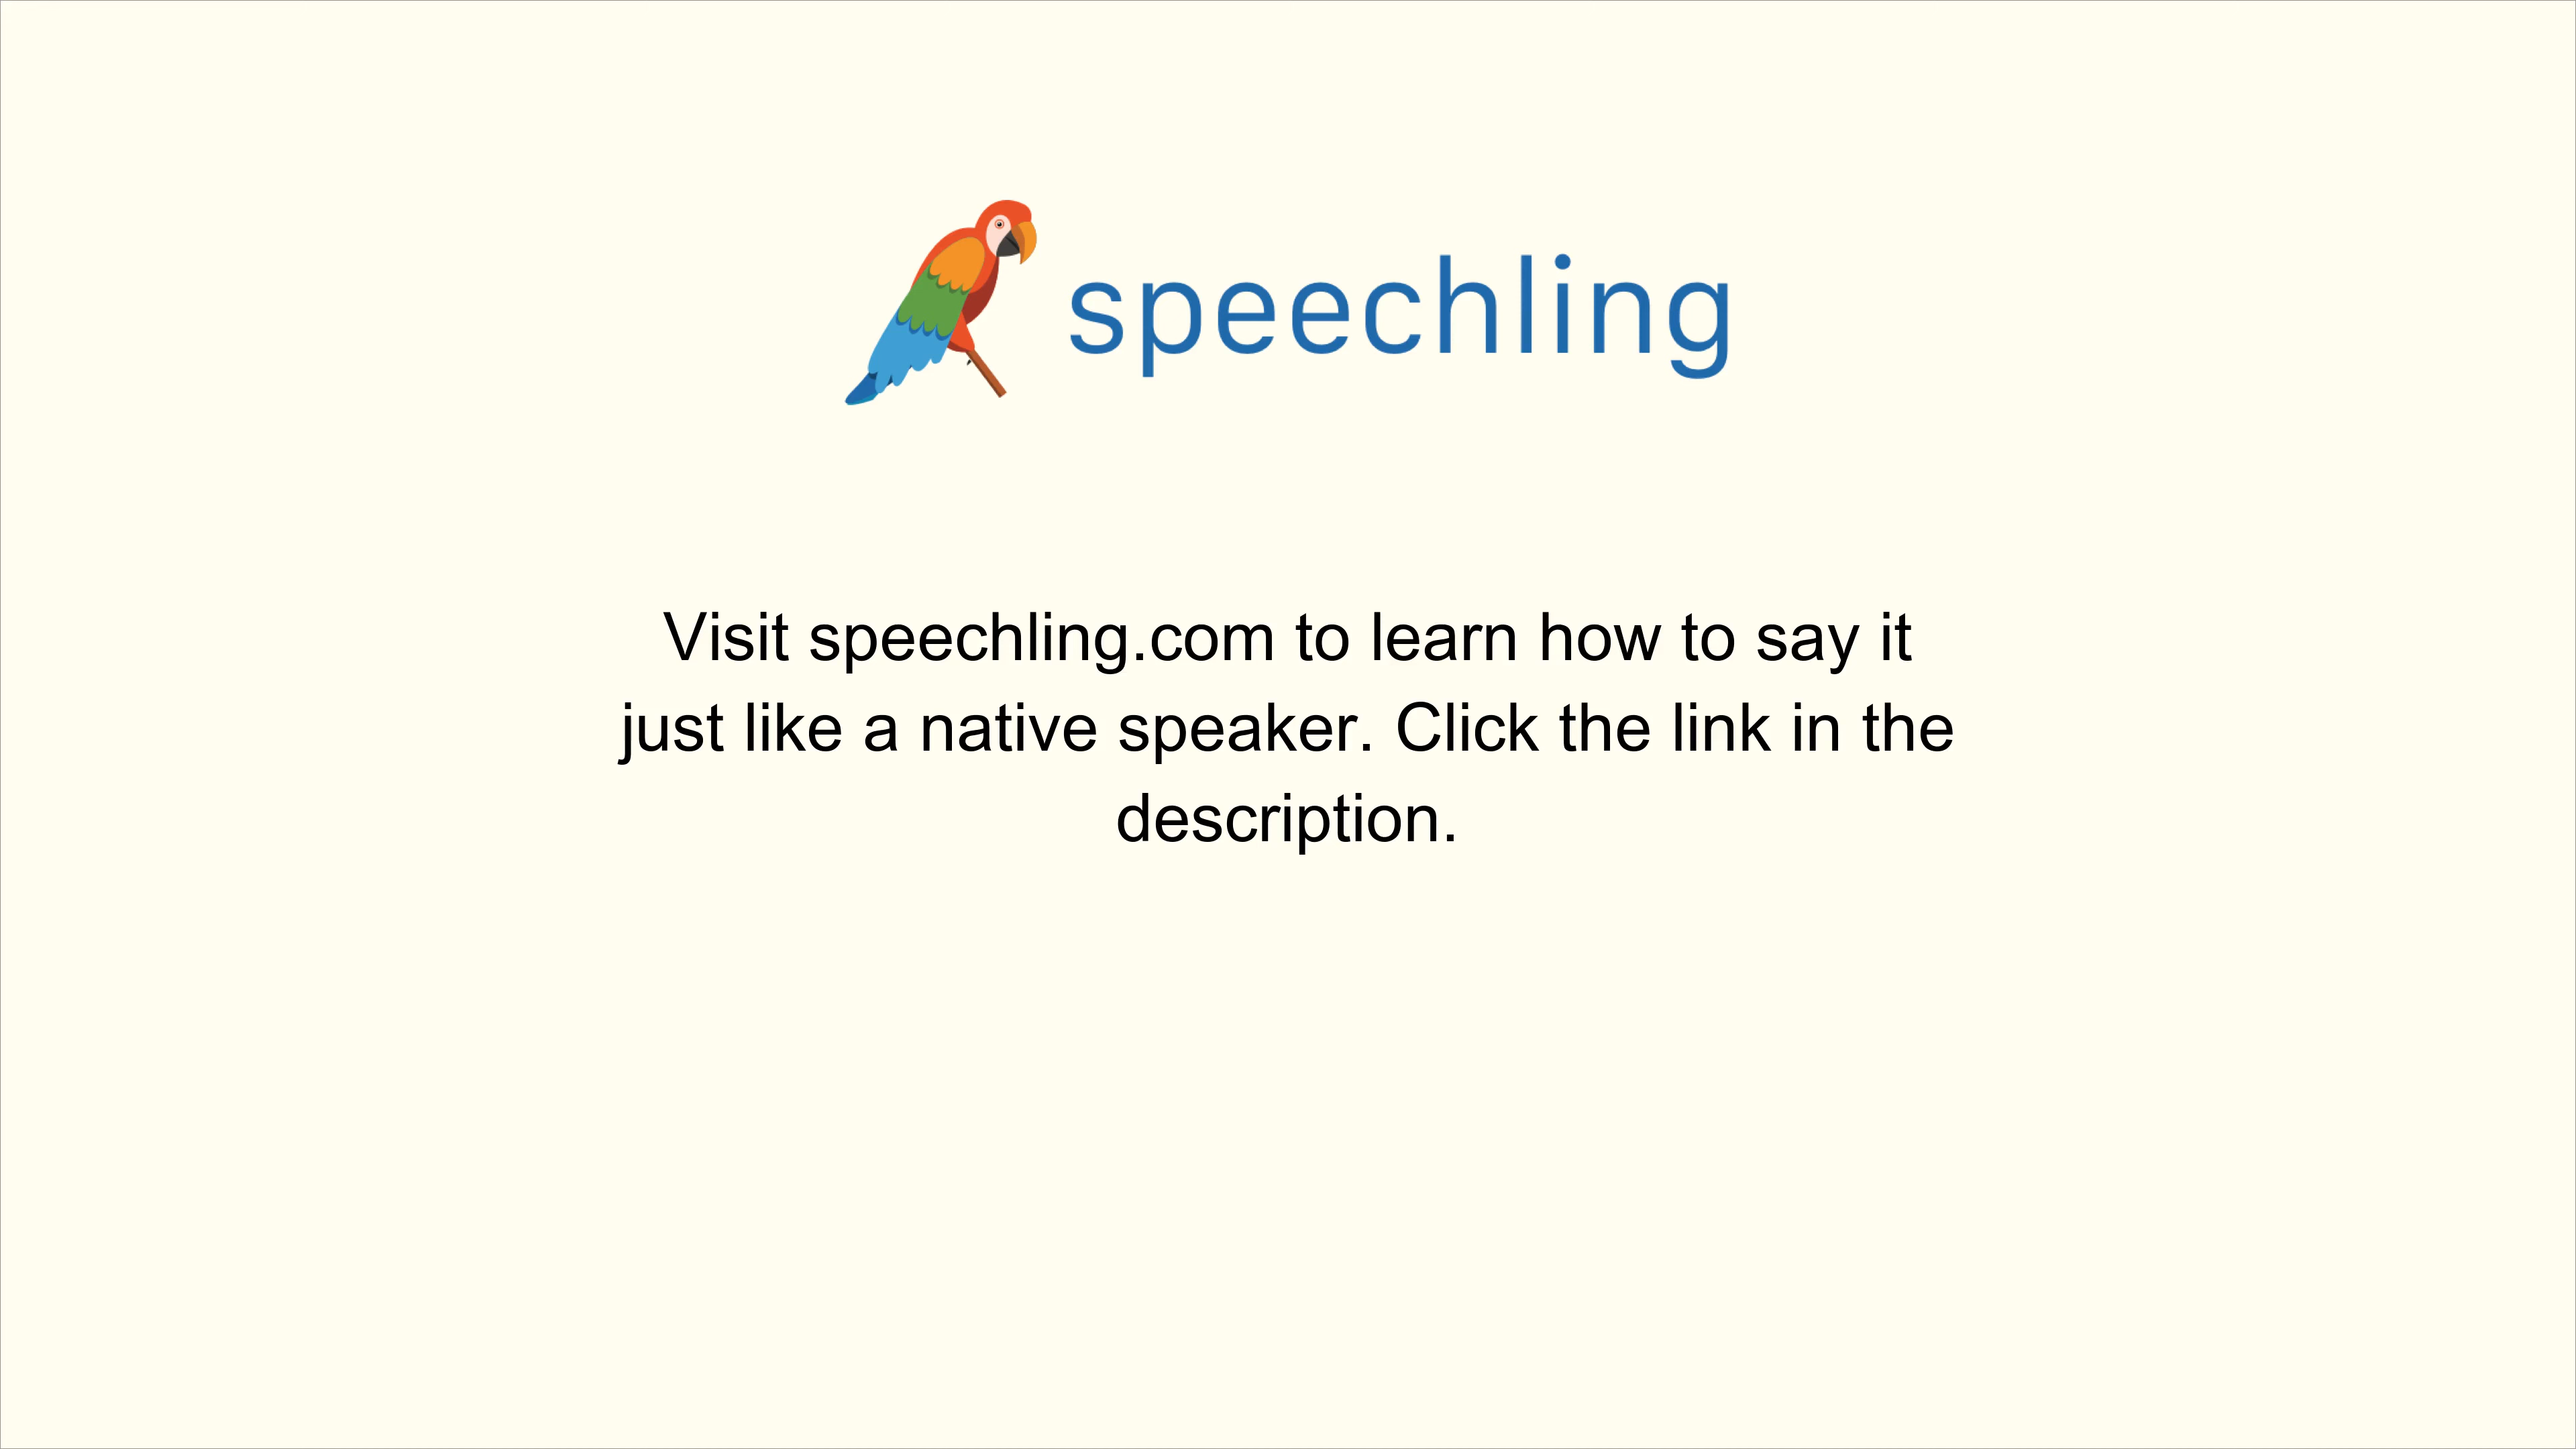 speechling
Visit speechling.com to learn how to say it
just like a native speaker. Click the link in the
description.